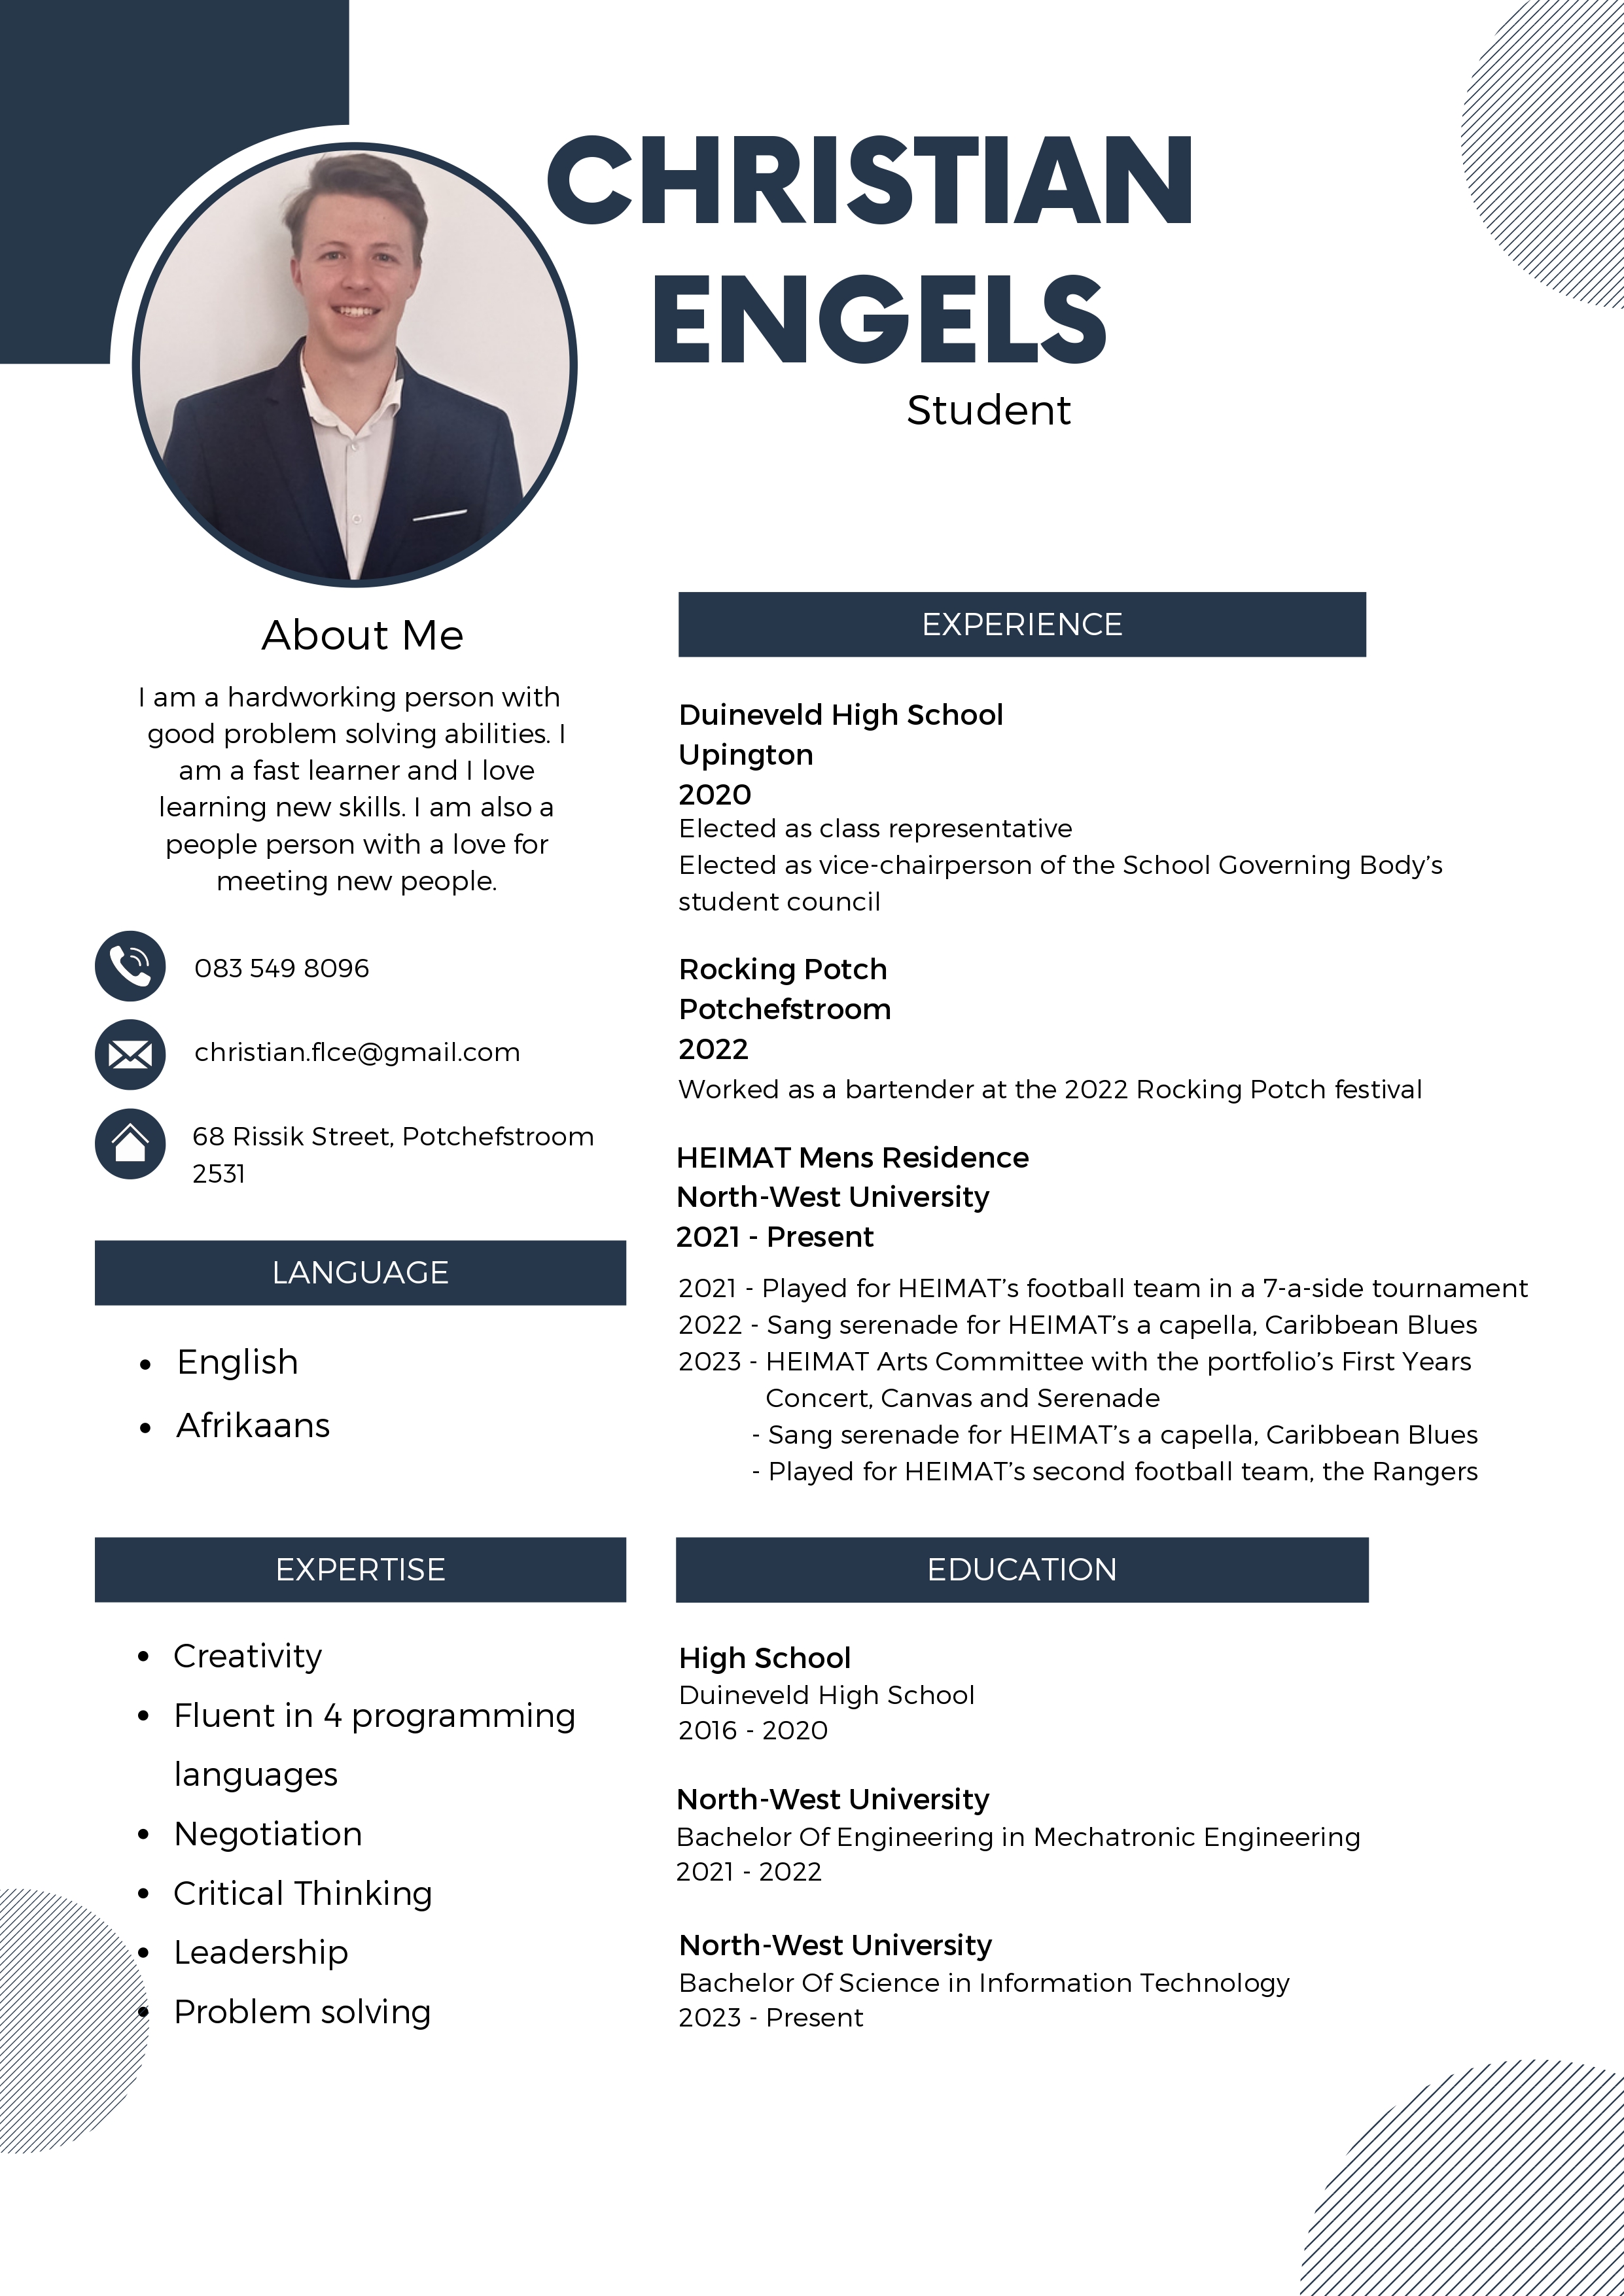 CHRISTIAN
ENGELS
Student
About Me
I am a hardworking person with
good problem solving abilities. I
am a fast learner and I love
learning new skills. I am also a
people person with a love for
meeting new people.
083 549 8096
christian.flce@gmail.com
68 Rissik Street, Potchefstroom
2531
LANGUAGE
• English
• Afrikaans
EXPERTISE
• Creativity
• Fluent in 4 programming
languages
• Negotiation
• Critical Thinking
• Leadership
• Problem solving
EXPERIENCE
Duineveld High School
Upington
2020
Elected as class representative
Elected as vice-chairperson of the School Governing Body’s
student council
Rocking Potch
Potchefstroom
2022
Worked as a bartender at the 2022 Rocking Potch festival
HEIMAT Mens Residence
North-West University
2021 - Present
2021 - Played for HEIMAT’s football team in a 7-a-side tournament
2022 - Sang serenade for HEIMAT’s a capella, Caribbean Blues
2023 - HEIMAT Arts Committee with the portfolio’s First Years
Concert, Canvas and Serenade
- Sang serenade for HEIMAT’s a capella, Caribbean Blues
- Played for HEIMAT’s second football team, the Rangers
EDUCATION
High School
Duineveld High School
2016 - 2020
North-West University
Bachelor Of Engineering in Mechatronic Engineering
2021 - 2022
North-West University
Bachelor Of Science in Information Technology
2023 - Present